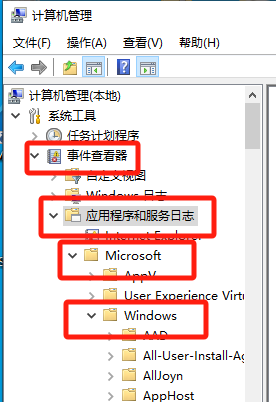 计算机管理
文件(F) 操作(A) 查看(V) 帮助(H)
计算机管理(本地)
系统工具
任务计划程序
事件查看器
自定义视图
Windows 日志
应用程序和服务日志
Internet Explorer
Microsoft
AppV
User Experience Virtu
Windows
AAD
All-User-Install-Ag
AllJoyn
AppHost